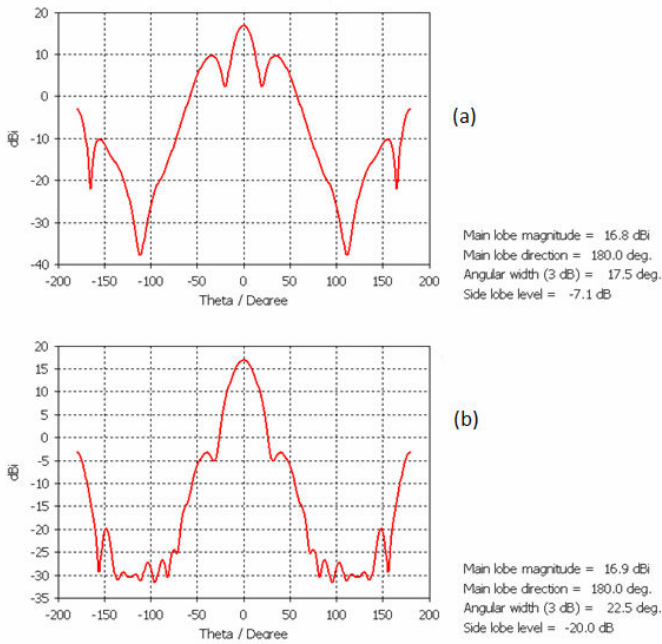 20
10
0
-10
-20
-30
-40
dBi
-200 -150 -100 -50 0 50 100 150 200
Theta / Degree
(a)
Main lobe magnitude = 16.8 dBi
Main lobe direction = 180.0 deg.
Angular width (3 dB) = 17.5 deg.
Side lobe level = -7.1 dB
20
15
10
5
0
-5
-10
-15
-20
-25
-30
-35
dBi
-200 -150 -100 -50 0 50 100 150 200
Theta / Degree
(b)
Main lobe magnitude = 16.9 dBi
Main lobe direction = 180.0 deg.
Angular width (3 dB) = 22.5 deg.
Side lobe level = -20.0 dB